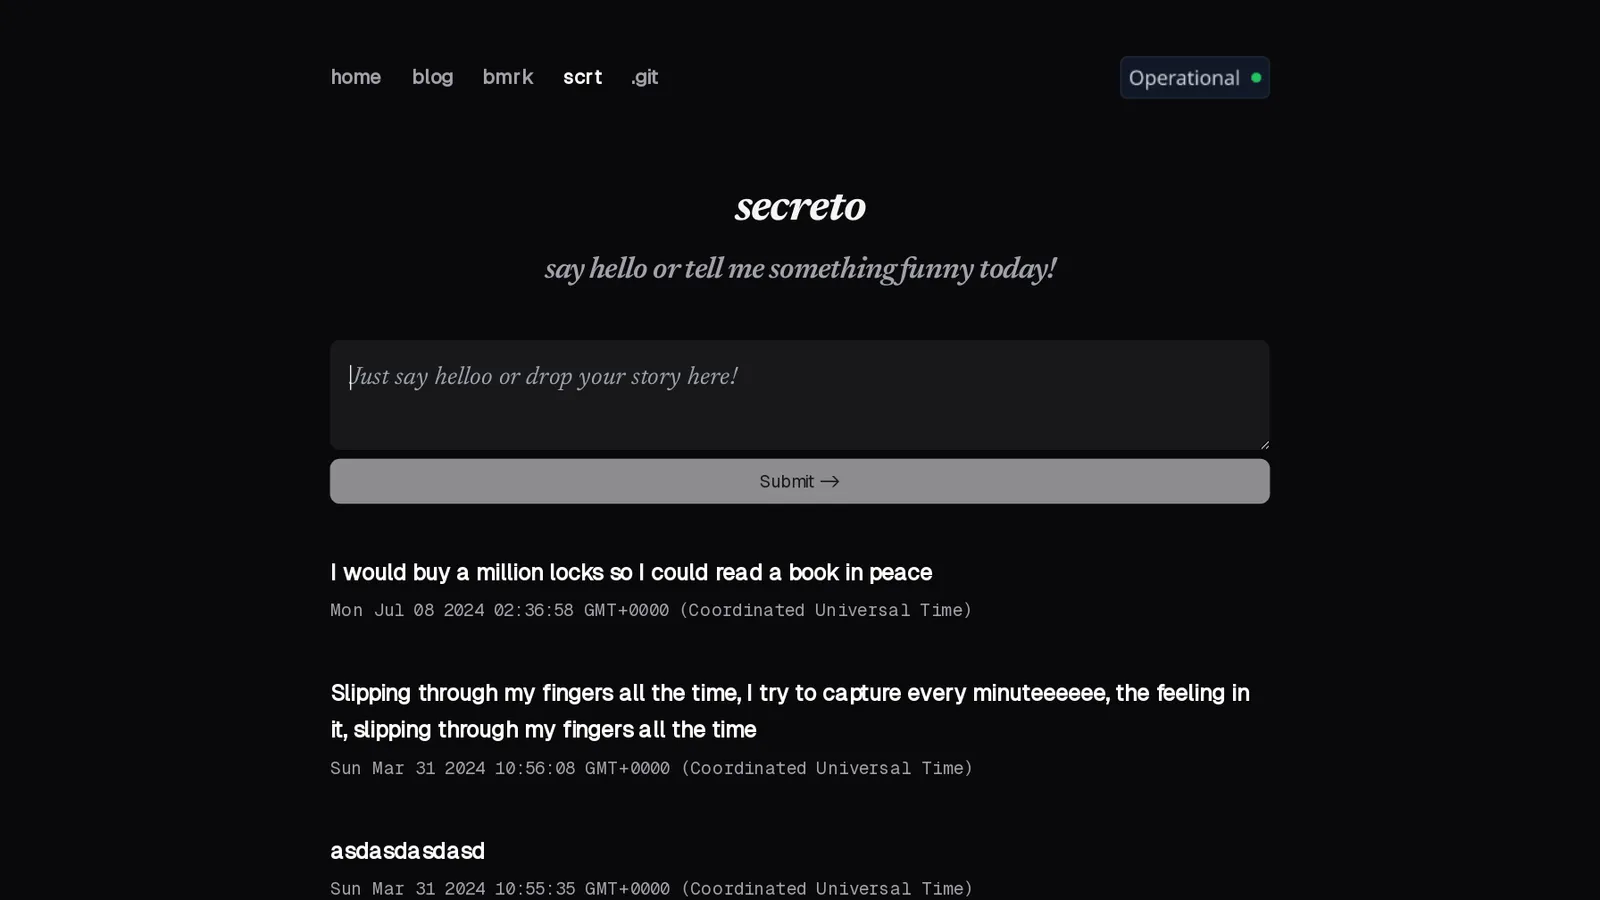 home blog bmrk scrt .git Operational
secreto
say hello or tell me something funny today!
Just say helloo or drop your story here!
Submit →
I would buy a million locks so I could read a book in peace
Mon Jul 08 2024 02:36:58 GMT+0000 (Coordinated Universal Time)
Slipping through my fingers all the time, I try to capture every minuteeeeee, the feeling in
it, slipping through my fingers all the time
Sun Mar 31 2024 10:56:08 GMT+0000 (Coordinated Universal Time)
asdasdasdasd
Sun Mar 31 2024 10:55:35 GMT+0000 (Coordinated Universal Time)